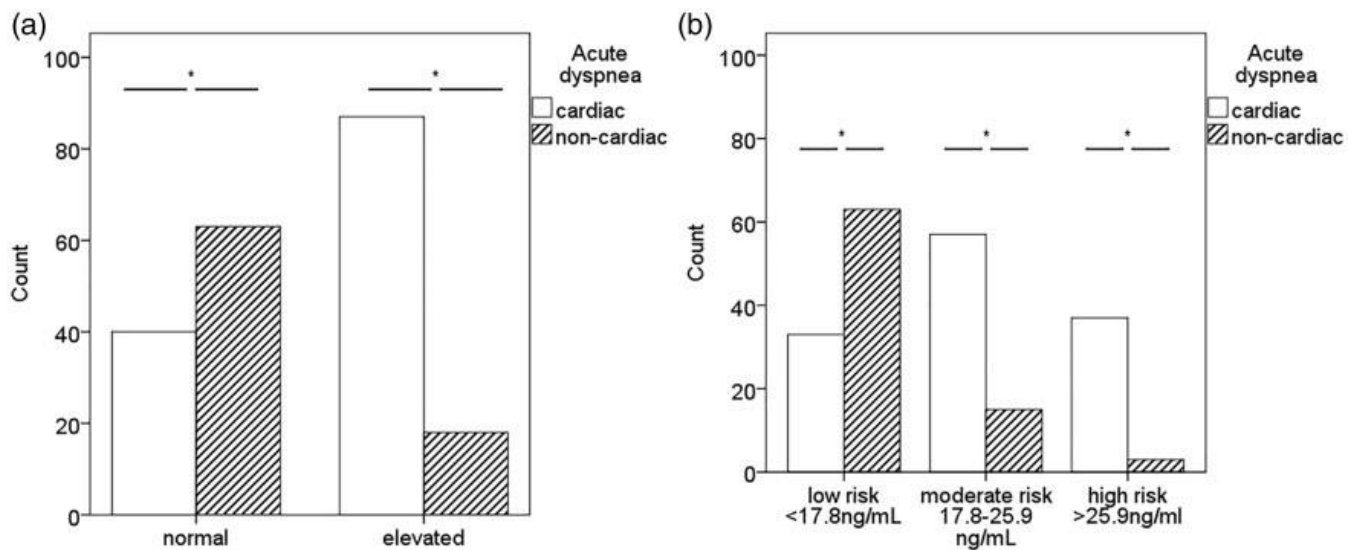 (a)
Acute
dyspnea
cardiac
non-cardiac
*
*
Count
100
80
60
40
20
0
normal
elevated
(b)
Acute
dyspnea
cardiac
non-cardiac
*
*
*
Count
100
80
60
40
20
0
low risk
<17.8ng/mL
moderate risk
17.8-25.9
ng/mL
high risk
>25.9ng/ml